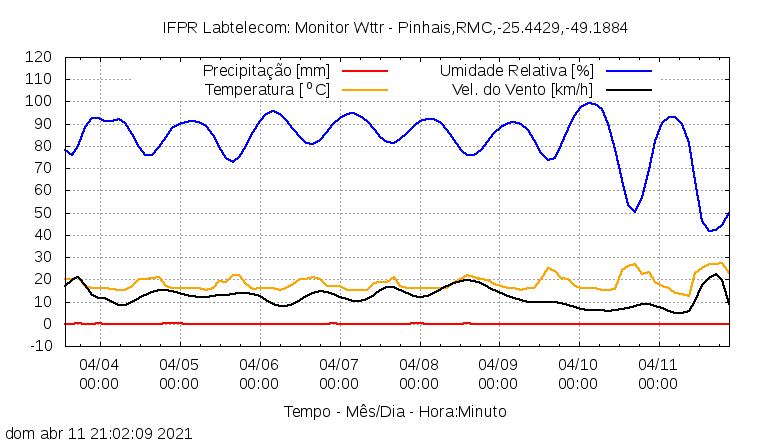 IFPR Labtelecom: Monitor Wttr - Pinhais,RMC,-25.4429,-49.1884
120
110
100
90
80
70
60
50
40
30
20
10
0
-10
Precipitação [mm]
Temperatura [⁰C]
Umidade Relativa [%]
Vel. do Vento [km/h]
04/04 04/05 04/06 04/07 04/08 04/09 04/10 04/11
00:00 00:00 00:00 00:00 00:00 00:00 00:00 00:00
Tempo - Mês/Dia - Hora:Minuto
dom abr 11 21:02:09 2021